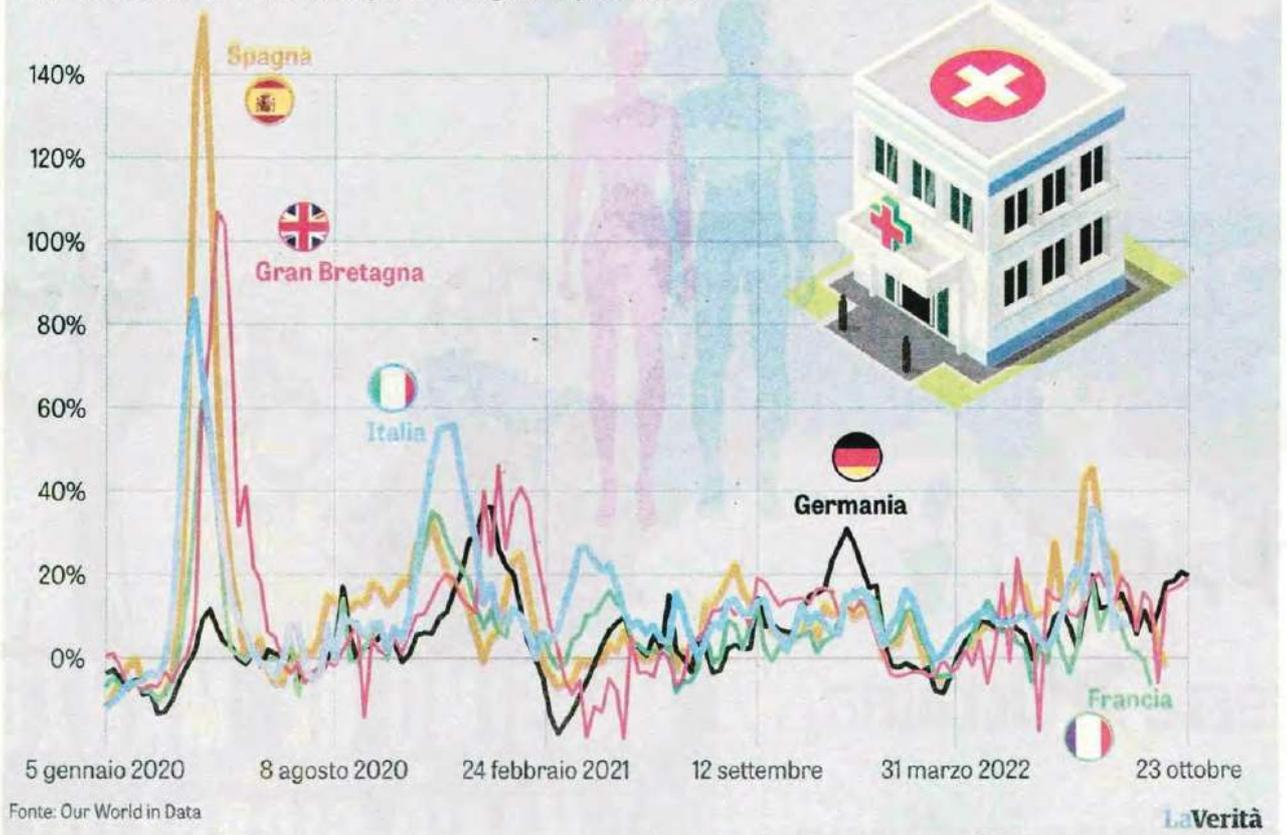 Spagna
140%
120%
100%
Gran Bretagna
80%
60%
Italia
40%
Germania
20%
0%
Francia
5 gennaio 2020
8 agosto 2020
24 febbraio 2021
12 settembre
31 marzo 2022
23 ottobre
Fonte: Our World in Data
LaVerità